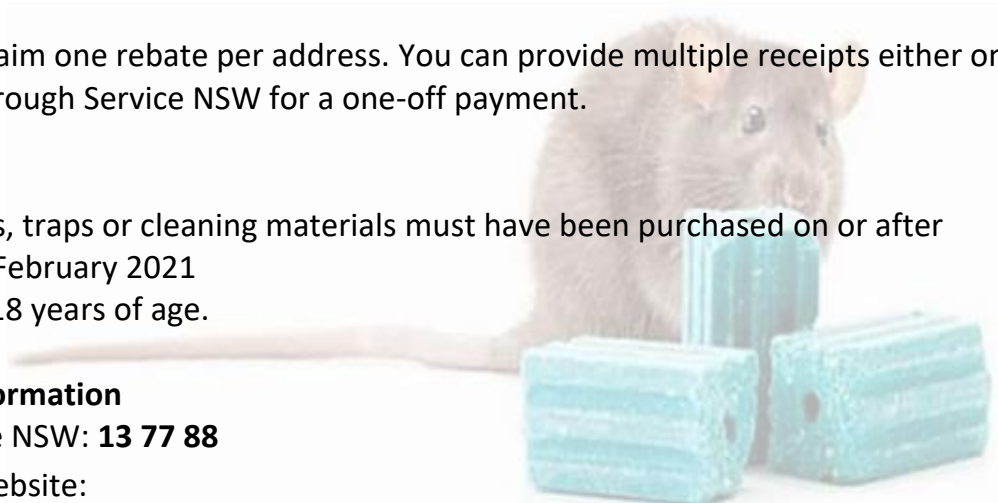 aim one rebate per address. You can provide multiple receipts either or
rough Service NSW for a one-off payment.
s, traps or cleaning materials must have been purchased on or after
February 2021
18 years of age.
ormation
e NSW: 13 77 88
ebsite: